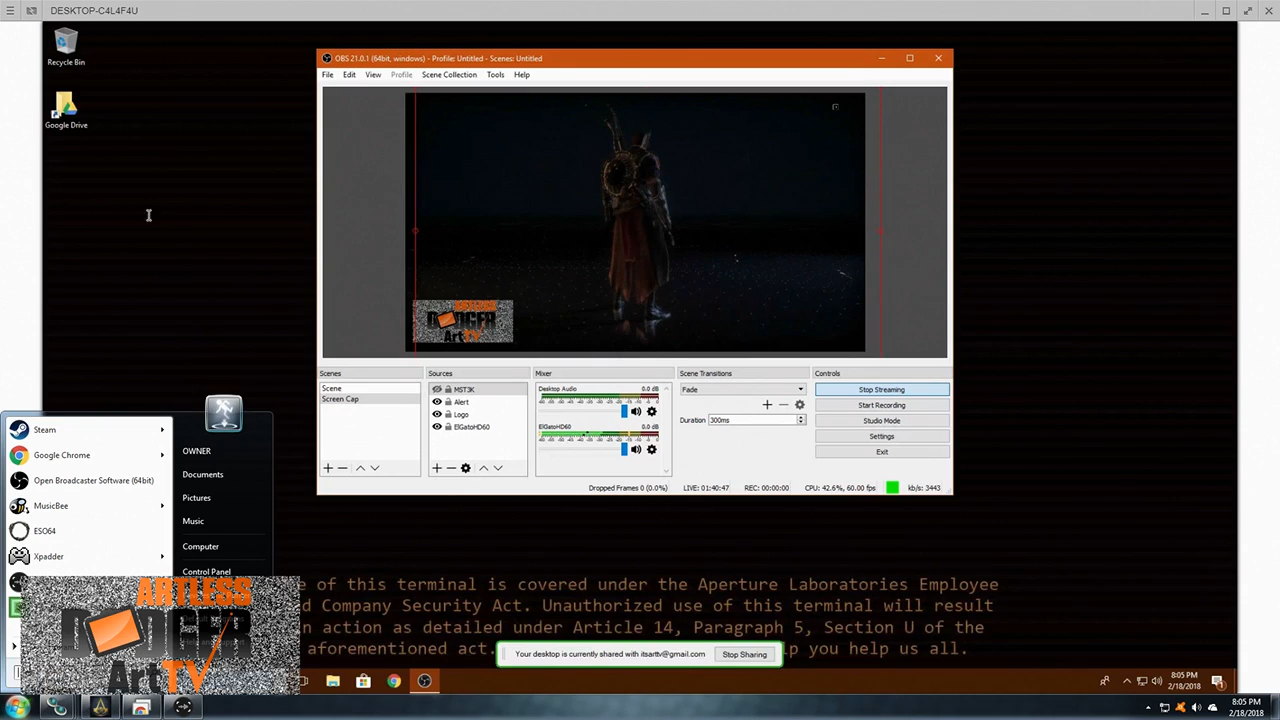 DESKTOP-C4L4F4U
Recycle Bin
Google Drive
OBS 21.0.1 (64bit, windows) - Profile: Untitled - Scenes: Untitled
File Edit View Profile Scene Collection Tools Help
ArtTV
Scenes
Sources
Mixer
Scene Transitions
Controls
Scene
Screen Cap
MST3K
Alert
Logo
ElGatoHD60
Desktop Audio 0.0 dB
ElGatoHD60 0.0 dB
Fade
Duration 300ms
Stop Streaming
Start Recording
Studio Mode
Settings
Exit
Dropped Frames 0 (0.0%) LIVE: 01:40:47 REC: 00:00:00 CPU: 42.6%, 60.00 fps kb/s: 3443
Steam
Google Chrome
Open Broadcaster Software (64bit)
MusicBee
ESO64
Xpadder
OWNER
Documents
Pictures
Music
Computer
Control Panel
ARTLESS
ArtTV
e of this terminal is covered under the Aperture Laboratories Employee
d Company Security Act. Unauthorized use of this terminal will result
n action as detailed under Article 14, Paragraph 5, Section U of the
aforementioned act.
p you help us all.
Your desktop is currently shared with itsarttv@gmail.com Stop Sharing
8:05 PM
2/18/2018
8:05 PM
2/18/2018